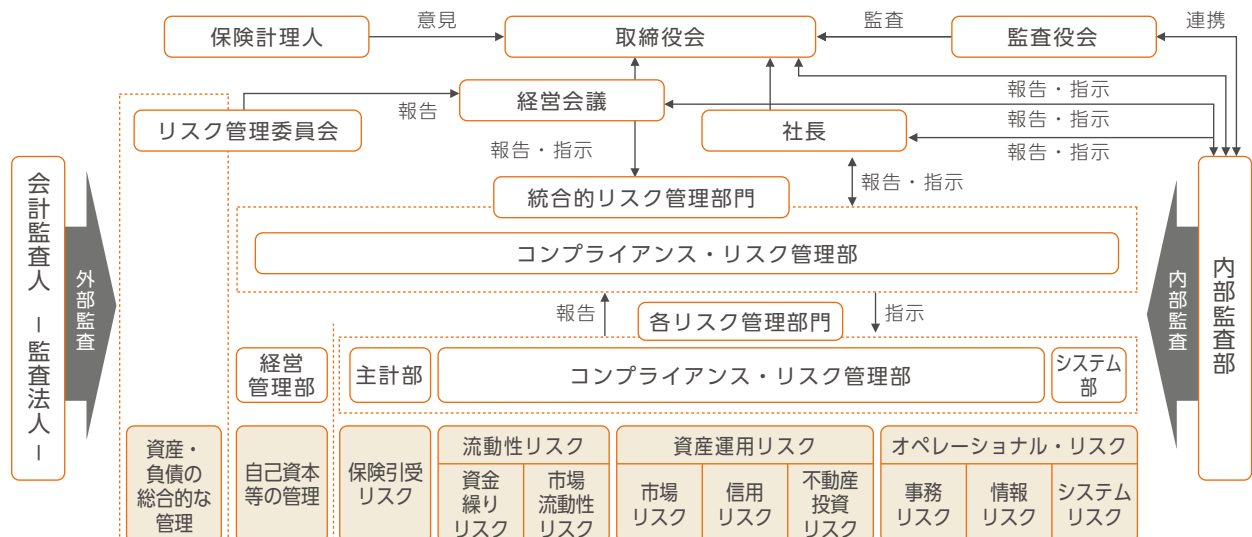 保険計理人
意見
取締役会
監査
監査役会
連携
報告・指示
経営会議
報告
リスク管理委員会
社長
報告・指示
報告・指示
報告・指示
報告・指示
統合的リスク管理部門
コンプライアンス・リスク管理部
会計監査人 ー監査法人ー
外部監査
内部監査
内部監査部
報告
各リスク管理部門
指示
経営
管理部
主計部
コンプライアンス・リスク管理部
システム
部
資産・
負債の
総合的な
管理
自己資本
等の管理
保険引受
リスク
流動性リスク
資金
繰り
リスク
市場
流動性
リスク
資産運用リスク
市場
リスク
信用
リスク
不動産
投資
リスク
オペレーショナル・リスク
事務
リスク
情報
リスク
システム
リスク